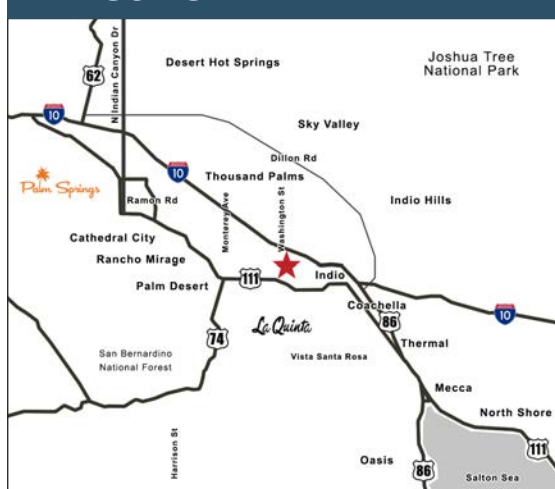 N Indian Canyon Dr
Desert Hot Springs
Joshua Tree
National Park
62
10
Sky Valley
Dillon Rd
10
Thousand Palms
Palm Springs
Ramon Rd
Monterey Ave
Washington St
Indio Hills
Cathedral City
Rancho Mirage
Palm Desert
111
Indio
Coachella
10
86
La Quinta
74
Thermal
San Bernardino
National Forest
Vista Santa Rosa
Mecca
North Shore
Harrison St
Oasis
111
86
Salton Sea